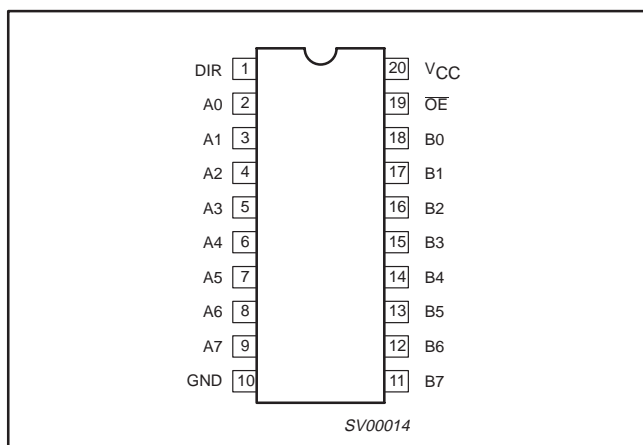 DIR 1 20 VCC
A0 2 19 O̅E̅
A1 3 18 B0
A2 4 17 B1
A3 5 16 B2
A4 6 15 B3
A5 7 14 B4
A6 8 13 B5
A7 9 12 B6
GND 10 11 B7
SV00014